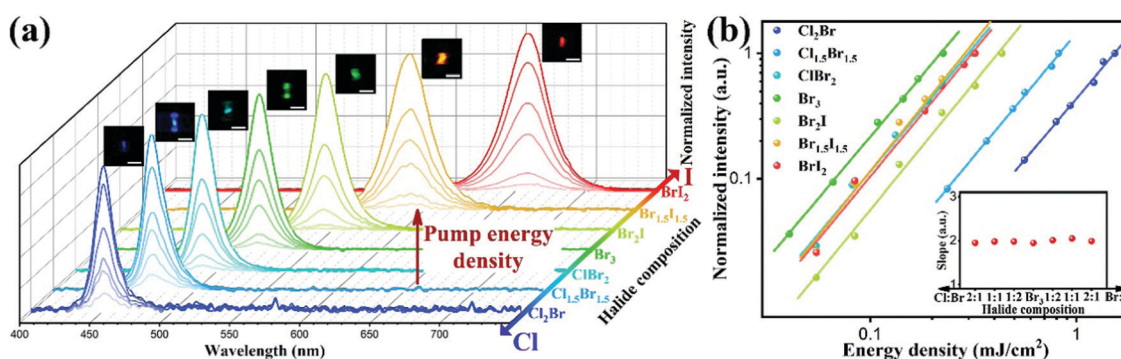 (a)
Normalized intensity
I
BrI2
Br1.5I1.5
Br2I
Br3
ClBr2
Cl1.5Br1.5
Cl2Br
Cl
Halide composition
Pump energy
density
400 450 500 550 600 650 700
Wavelength (nm)
(b)
Normalized intensity (a.u.)
1
0.1
Cl2Br
Cl1.5Br1.5
ClBr2
Br3
Br2I
Br1.5I1.5
BrI2
Slope (a.u.)
3
2
1
Cl:Br 2:1 1:1 1:2 Br3 1:2 1:1 2:1 Br:
Halide composition
0.1 1
Energy density (mJ/cm2)